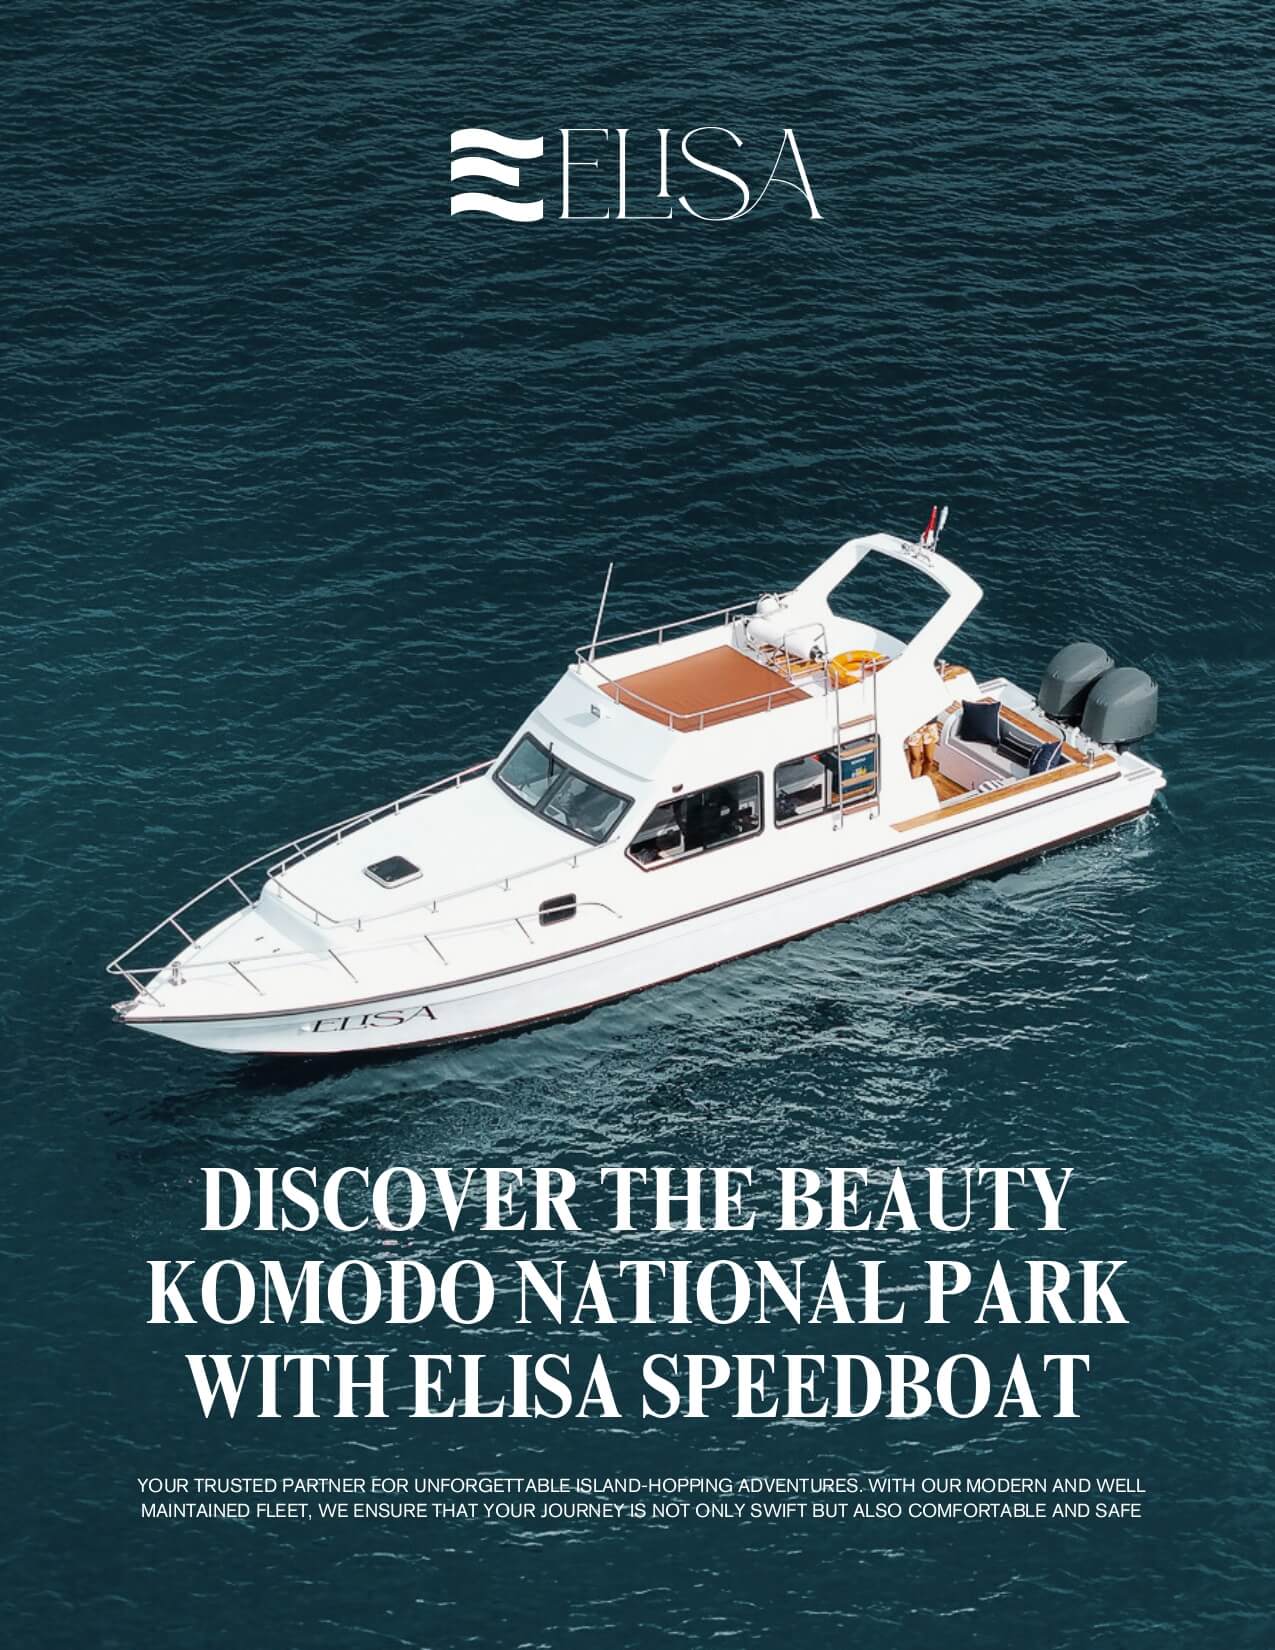 ELISA
ELISA
DISCOVER THE BEAUTY
KOMODO NATIONAL PARK
WITH ELISA SPEEDBOAT
YOUR TRUSTED PARTNER FOR UNFORGETTABLE ISLAND-HOPPING ADVENTURES. WITH OUR MODERN AND WELL
MAINTAINED FLEET, WE ENSURE THAT YOUR JOURNEY IS NOT ONLY SWIFT BUT ALSO COMFORTABLE AND SAFE